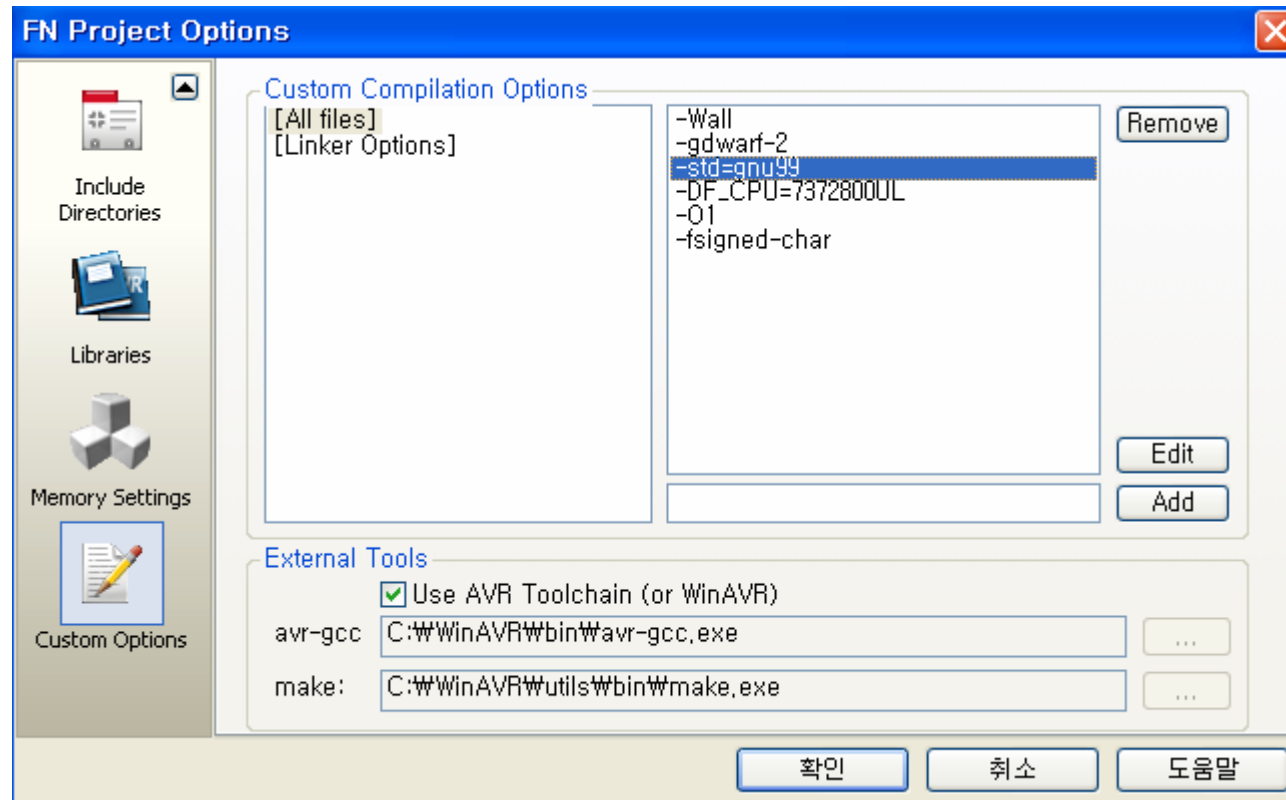 FN Project Options
Include
Directories
Libraries
Memory Settings
Custom Options
Custom Compilation Options
[All files]
[Linker Options]
-Wall
-gdwarf-2
-std=gnu99
-DF_CPU=7372800UL
-O1
-fsigned-char
Remove
Edit
Add
External Tools
Use AVR Toolchain (or WinAVR)
avr-gcc C:₩WinAVR₩bin₩avr-gcc.exe ...
make: C:₩WinAVR₩utils₩bin₩make.exe ...
확인 취소 도움말